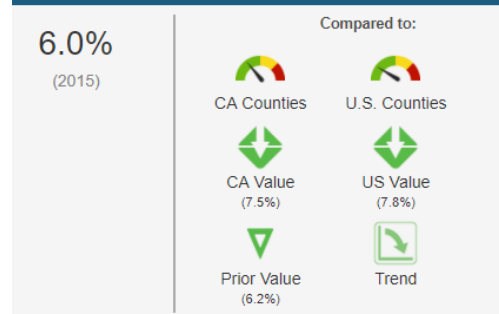 6.0%
(2015)
Compared to:
CA Counties
U.S. Counties
CA Value
(7.5%)
US Value
(7.8%)
Prior Value
(6.2%)
Trend